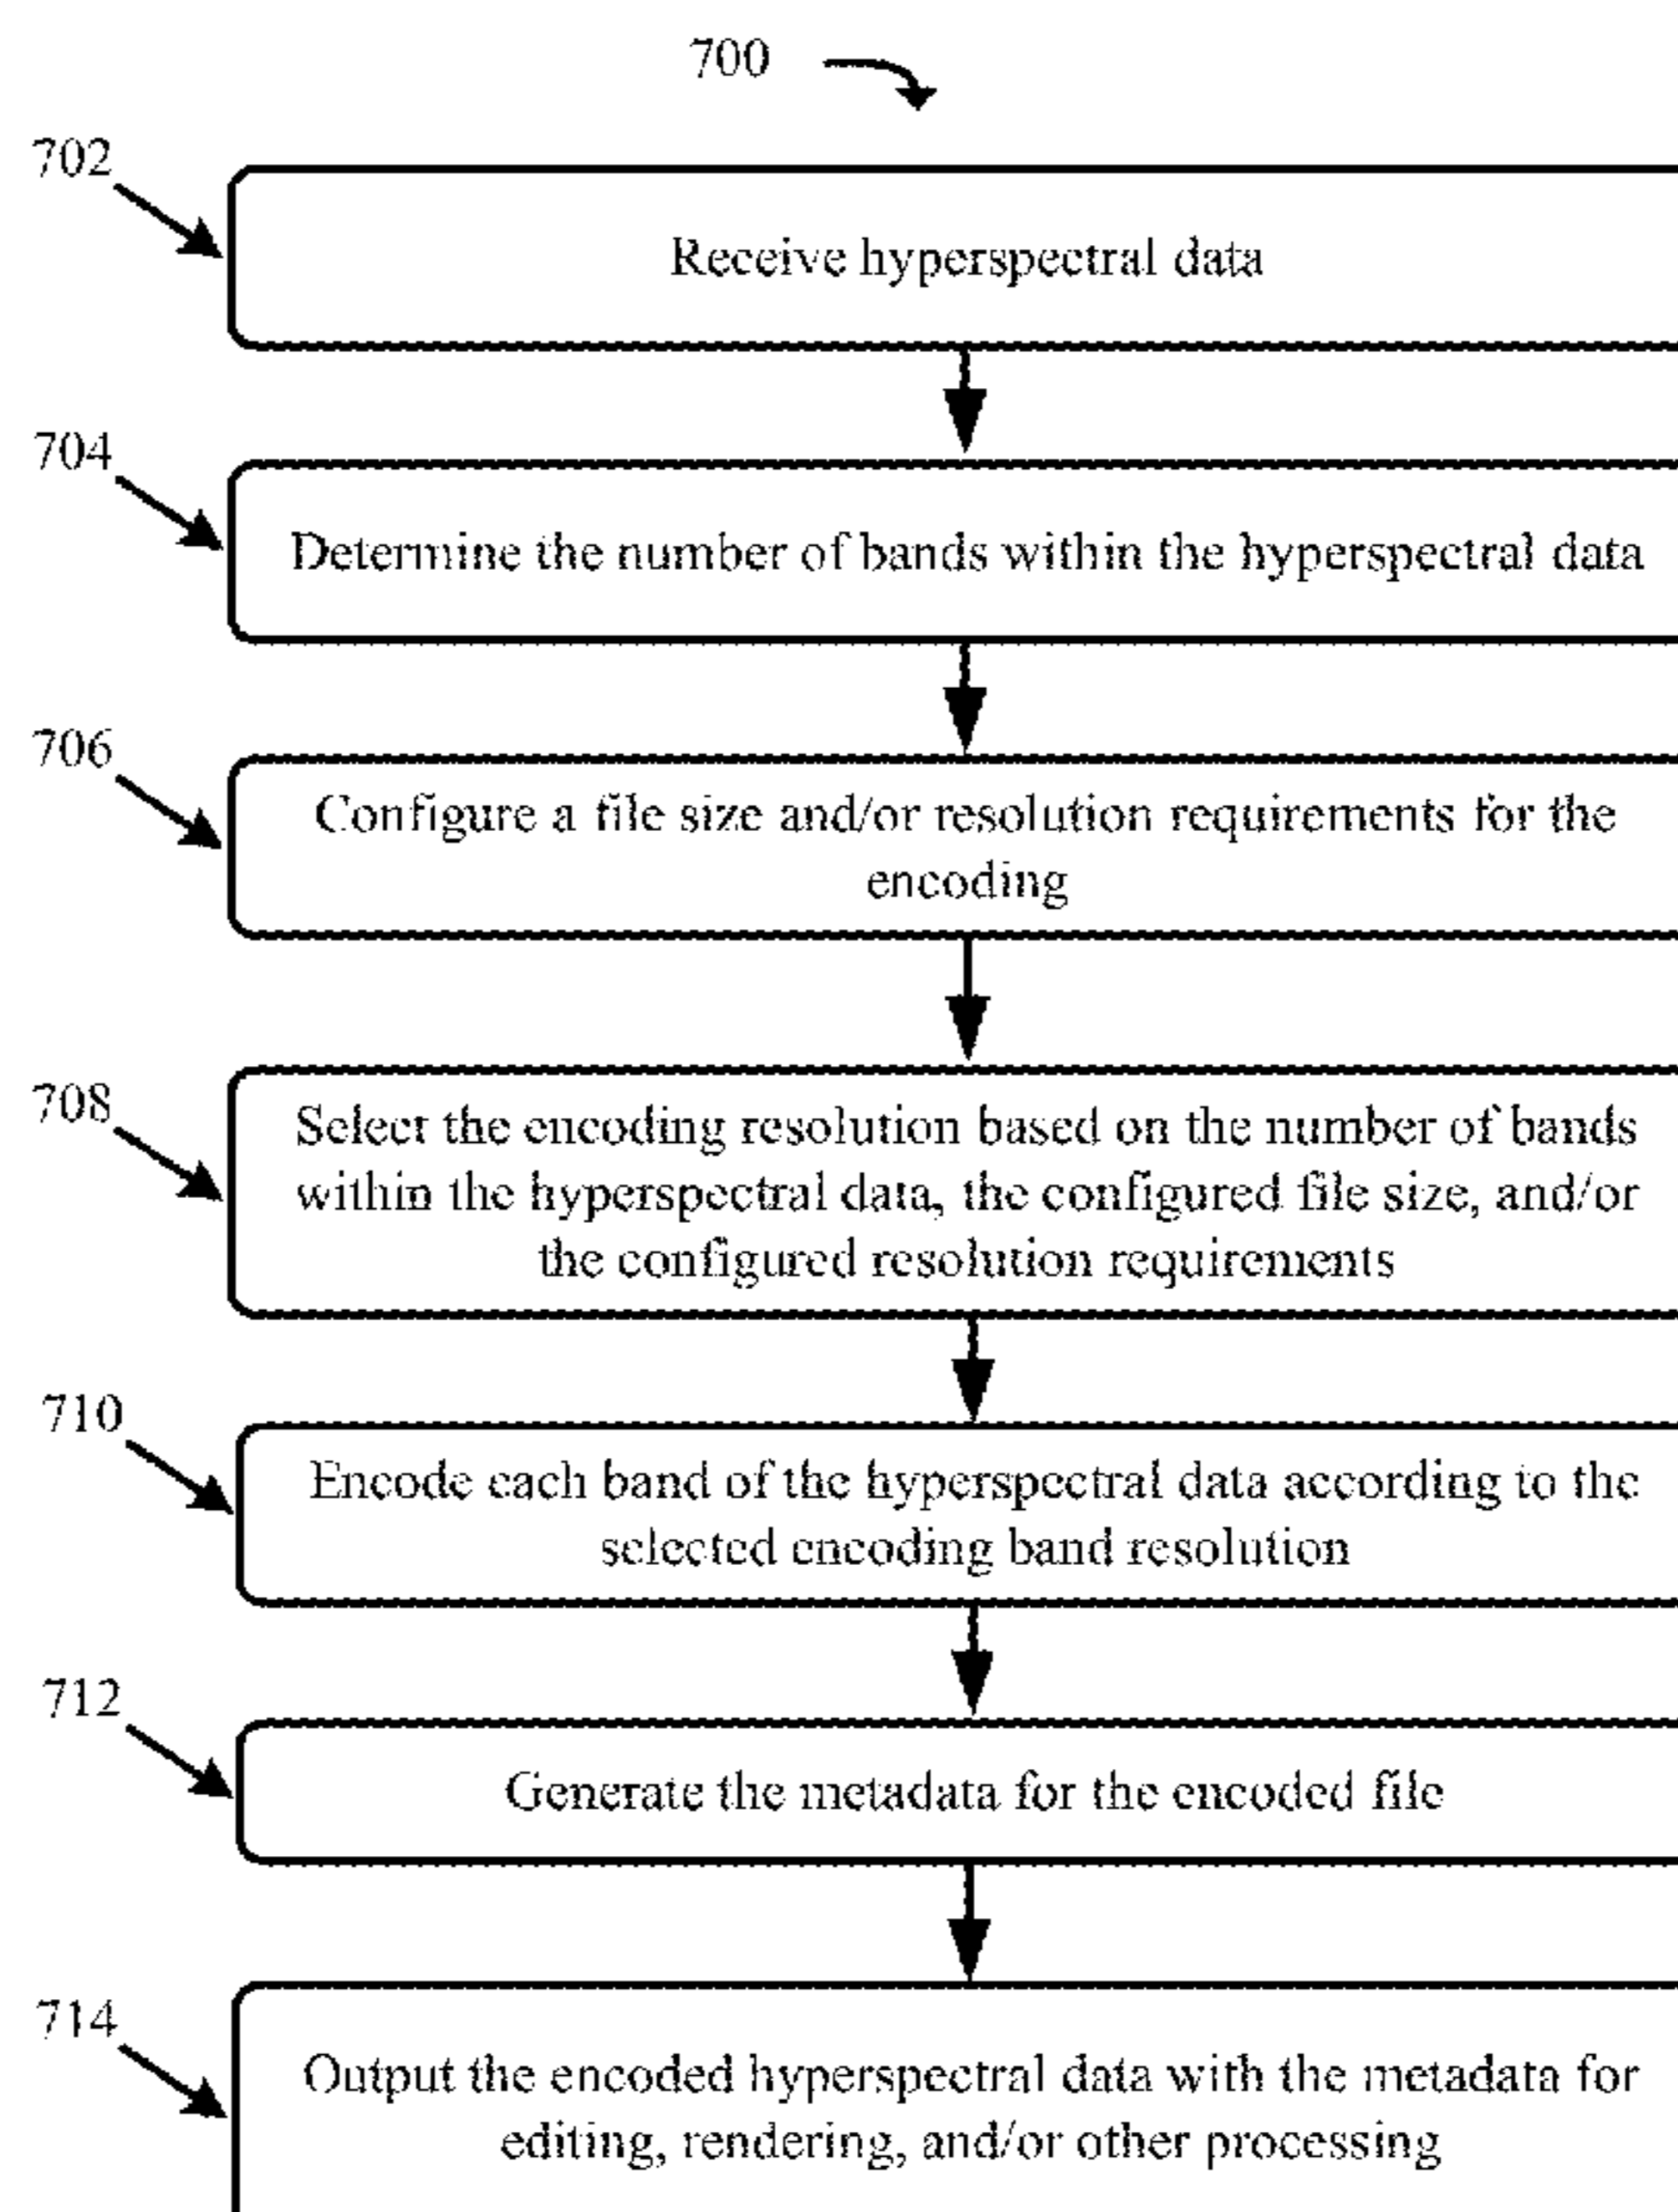 700
702
Receive hyperspectral data
704
Determine the number of bands within the hyperspectral data
706
Configure a file size and/or resolution requirements for the
encoding
708
Select the encoding resolution based on the number of bands
within the hyperspectral data, the configured file size, and/or
the configured resolution requirements
710
Encode each band of the hyperspectral data according to the
selected encoding band resolution
712
Generate the metadata for the encoded file
714
Output the encoded hyperspectral data with the metadata for
editing, rendering, and/or other processing